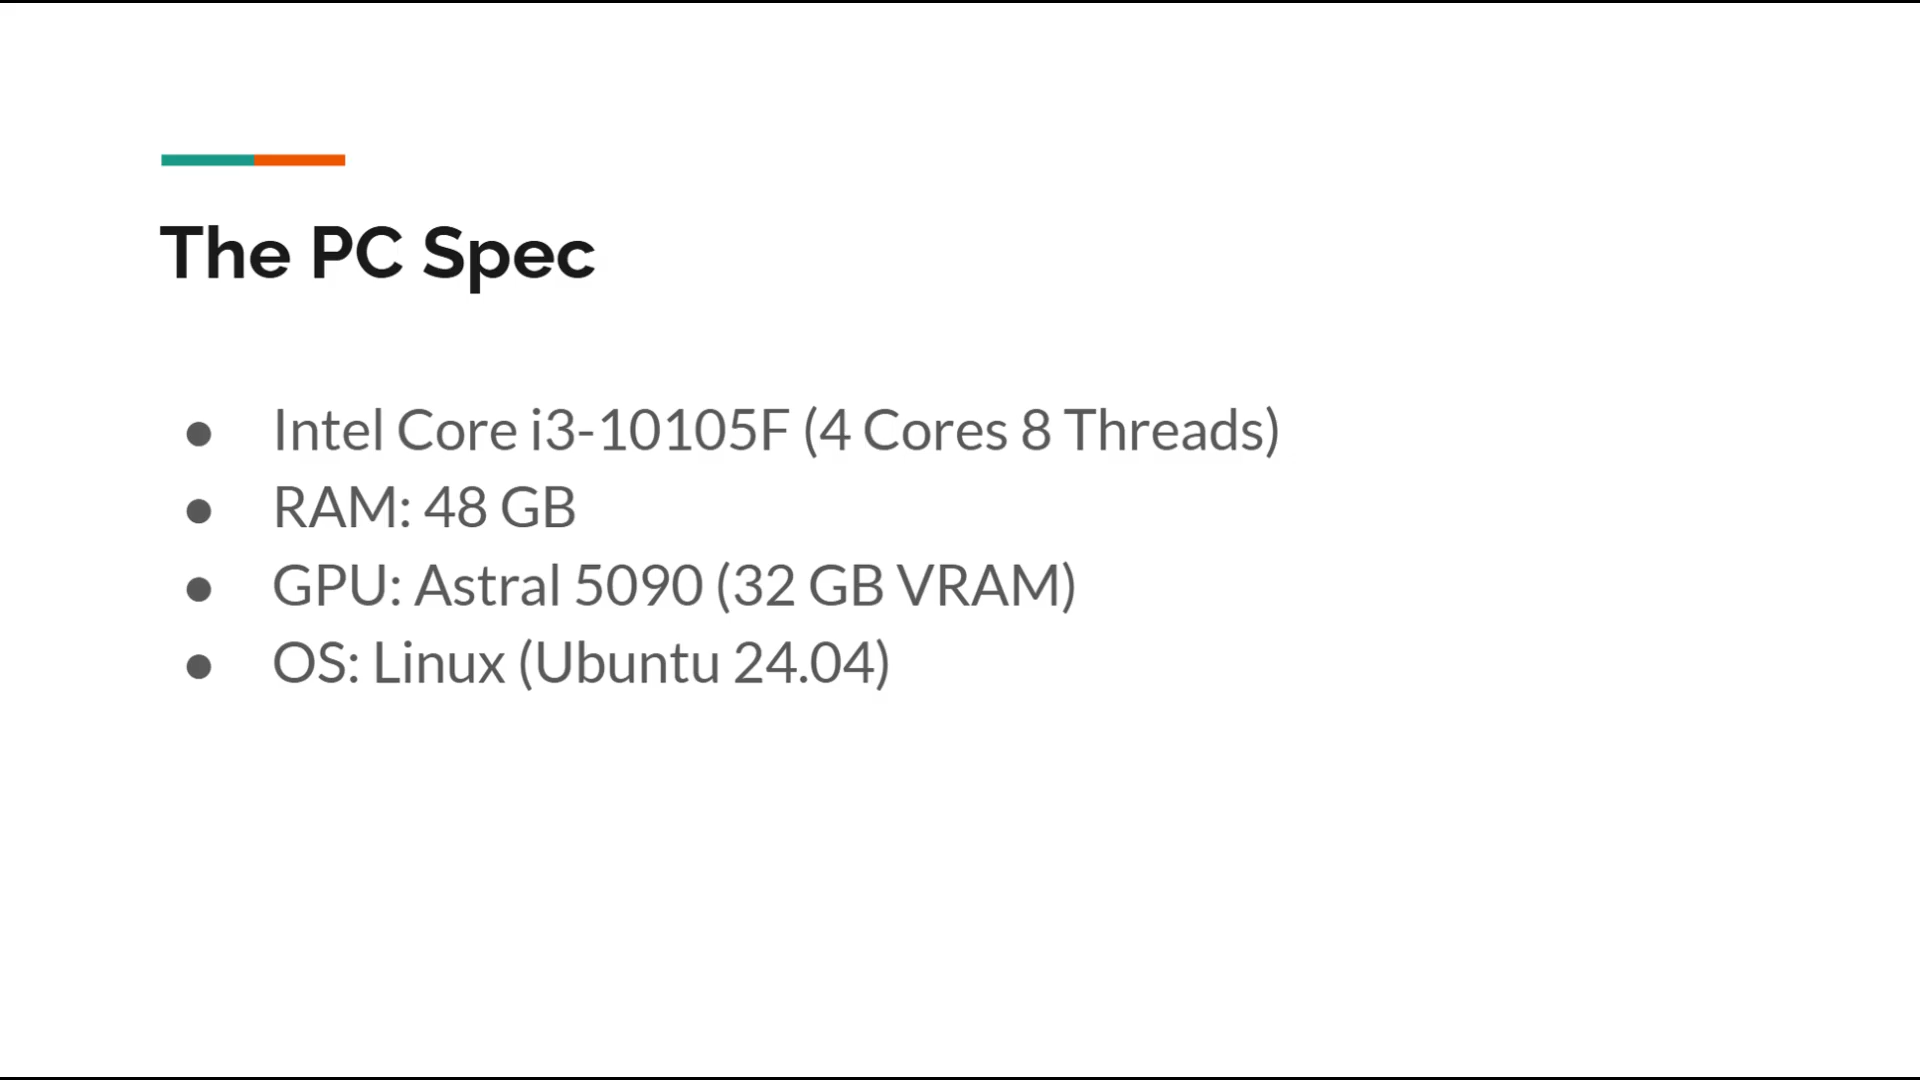 The PC Spec
● Intel Core i3-10105F (4 Cores 8 Threads)
● RAM: 48 GB
● GPU: Astral 5090 (32 GB VRAM)
● OS: Linux (Ubuntu 24.04)